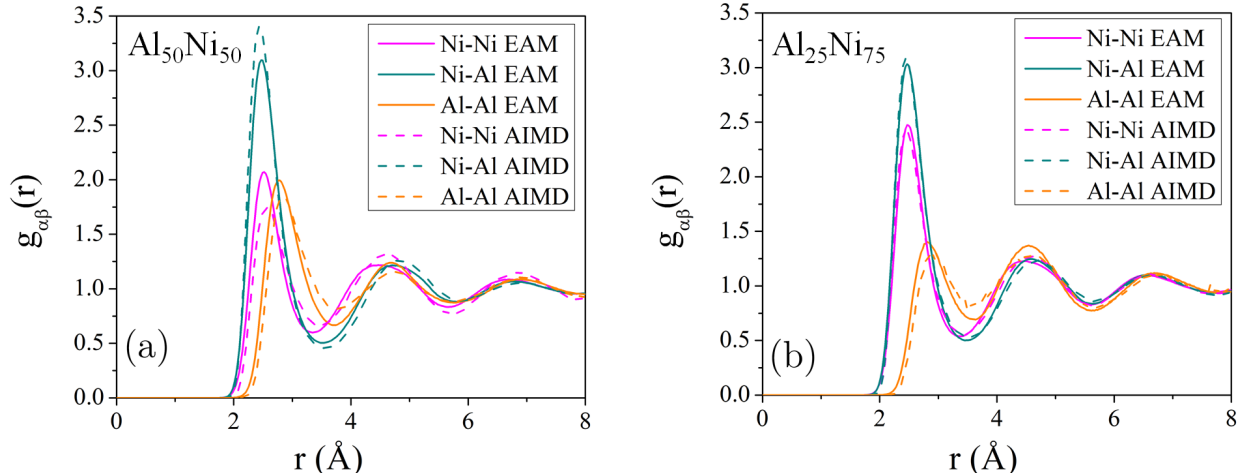 Al₅₀Ni₅₀
Ni-Ni EAM
Ni-Al EAM
Al-Al EAM
Ni-Ni AIMD
Ni-Al AIMD
Al-Al AIMD
3.5
3.0
2.5
2.0
1.5
1.0
0.5
0.0
g_αβ(r)
(a)
0 2 4 6 8
r (Å)
Al₂₅Ni₇₅
Ni-Ni EAM
Ni-Al EAM
Al-Al EAM
Ni-Ni AIMD
Ni-Al AIMD
Al-Al AIMD
3.5
3.0
2.5
2.0
1.5
1.0
0.5
0.0
g_αβ(r)
(b)
0 2 4 6 8
r (Å)